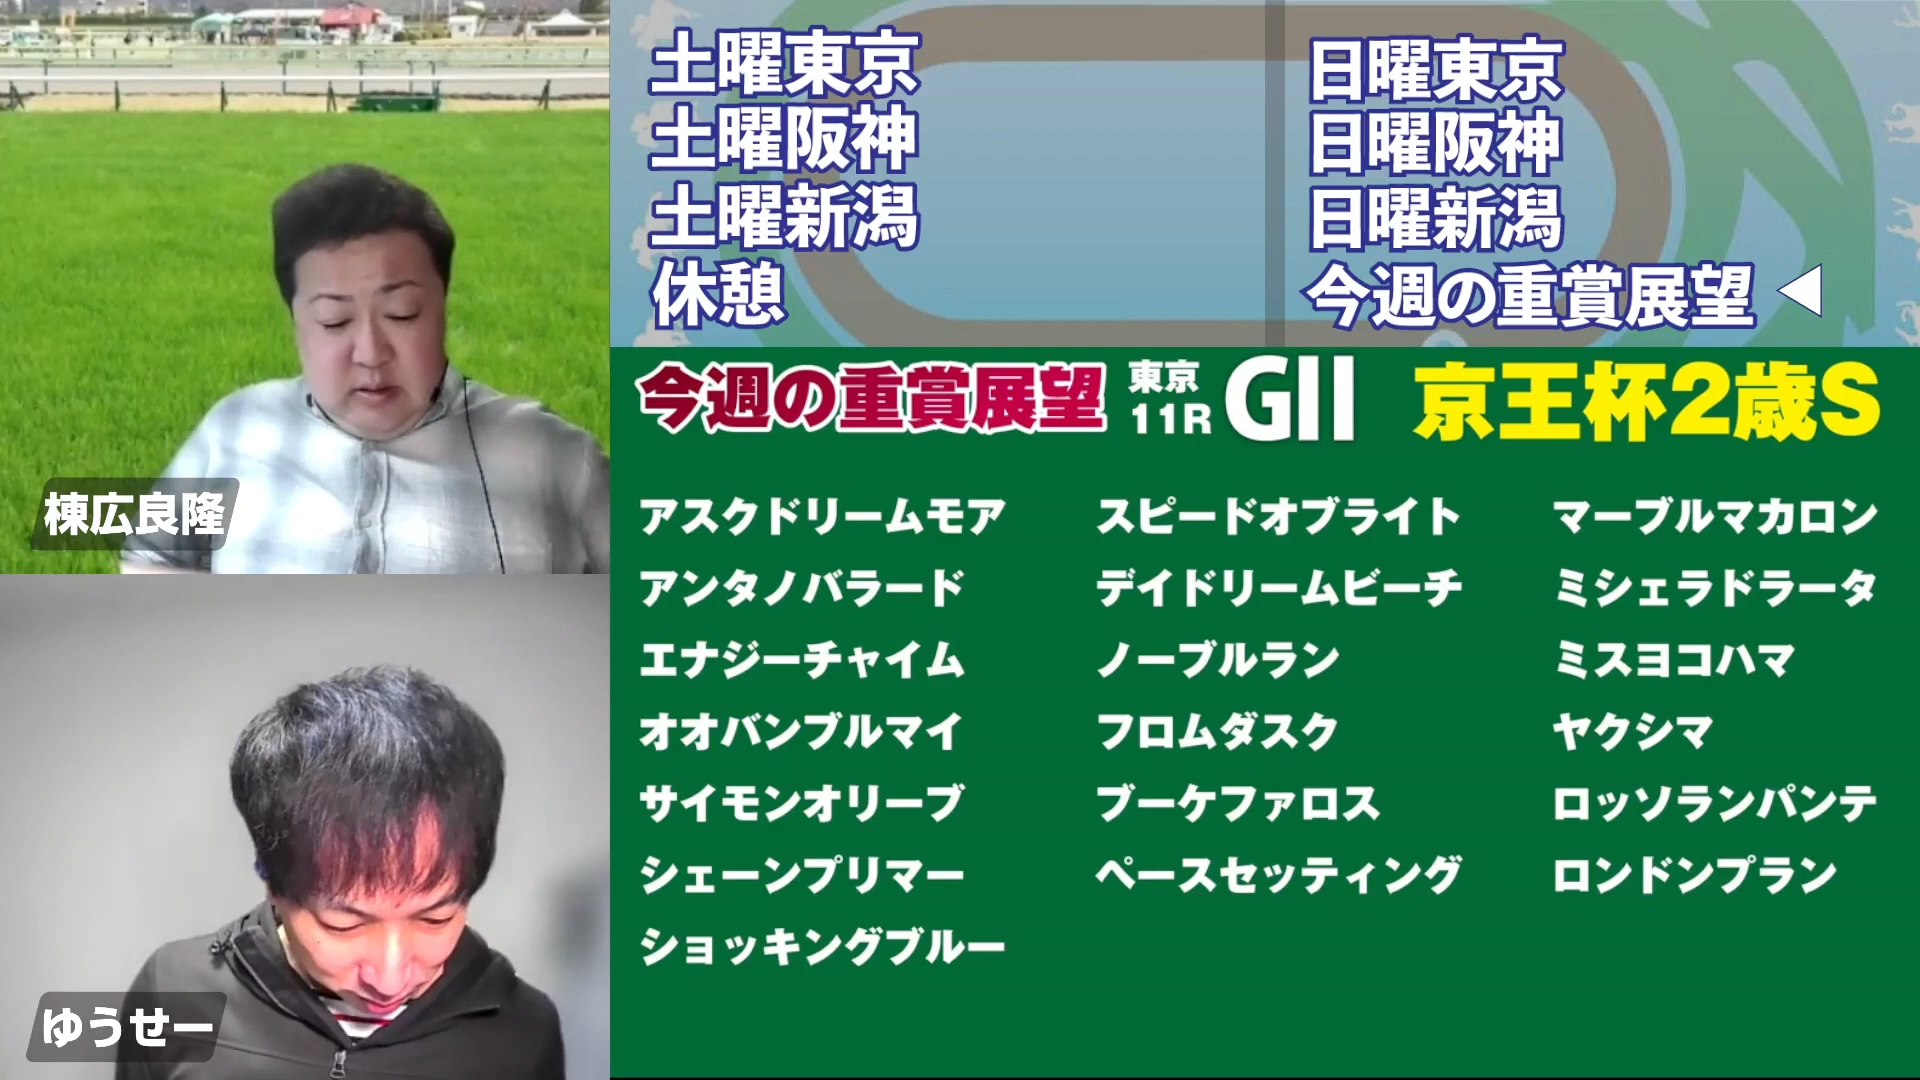 土曜東京
土曜阪神
土曜新潟
休憩
日曜東京
日曜阪神
日曜新潟
今週の重賞展望
今週の重賞展望 東京 11R GII 京王杯2歳S
アスクドリームモア
アンタノバラード
エナジーチャイム
オオバンブルマイ
サイモンオリーブ
シェーンプリマー
ショッキングブルー
スピードオブライト
デイドリームビーチ
ノーブルラン
フロムダスク
ブーケファロス
ペースセッティング
マーブルマカロン
ミシェラドラータ
ミスヨコハマ
ヤクシマ
ロッソランパンテ
ロンドンプラン
棟広良隆
ゆうせー